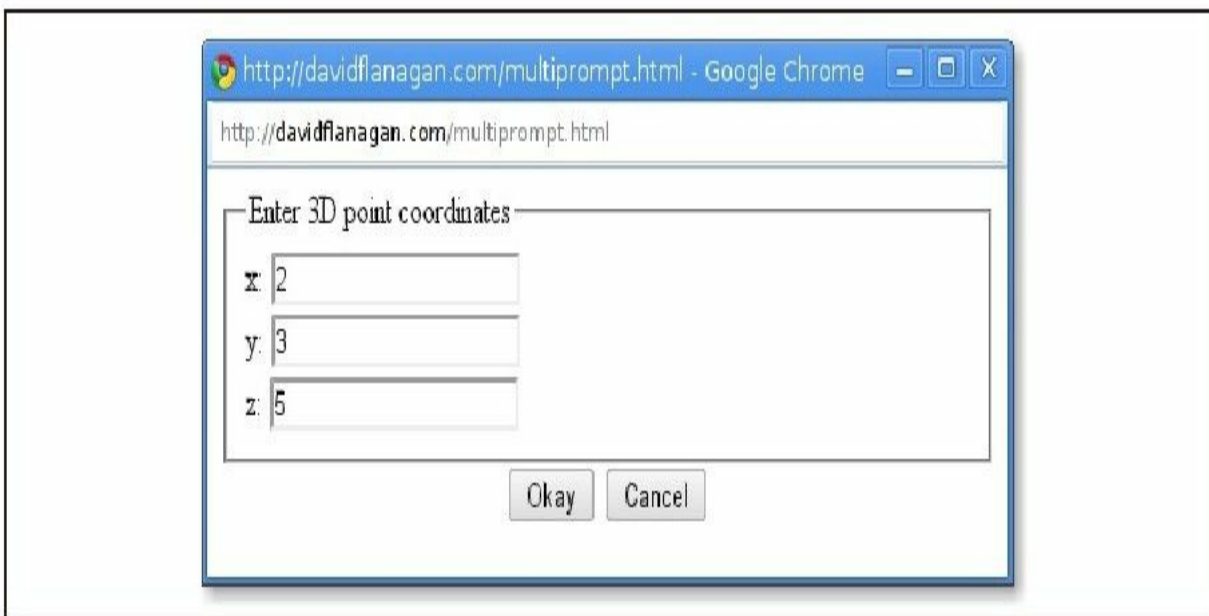 http://davidflanagan.com/multiprompt.html - Google Chrome
http://davidflanagan.com/multiprompt.html
Enter 3D point coordinates
x: 2
y: 3
z: 5
Okay Cancel